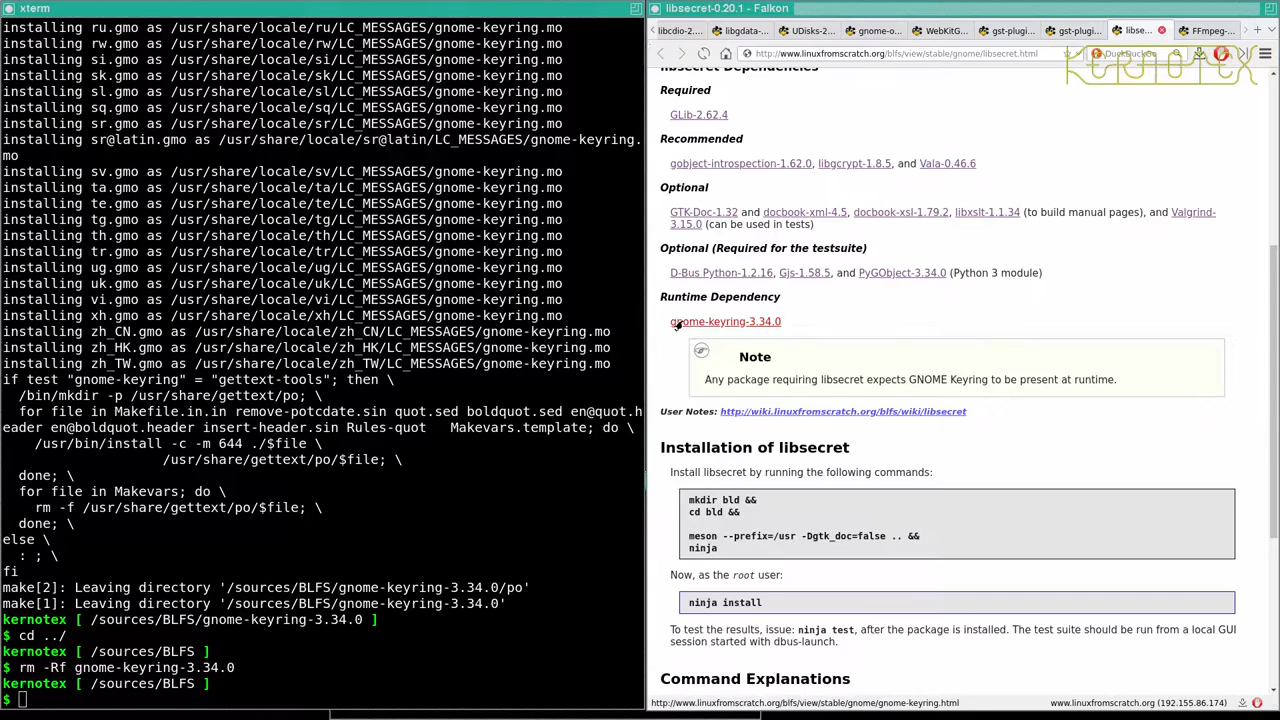 xterm
installing ru.gmo as /usr/share/locale/ru/LC_MESSAGES/gnome-keyring.mo
installing rw.gmo as /usr/share/locale/rw/LC_MESSAGES/gnome-keyring.mo
installing si.gmo as /usr/share/locale/si/LC_MESSAGES/gnome-keyring.mo
installing sk.gmo as /usr/share/locale/sk/LC_MESSAGES/gnome-keyring.mo
installing sl.gmo as /usr/share/locale/sl/LC_MESSAGES/gnome-keyring.mo
installing sq.gmo as /usr/share/locale/sq/LC_MESSAGES/gnome-keyring.mo
installing sr.gmo as /usr/share/locale/sr/LC_MESSAGES/gnome-keyring.mo
installing sr@latin.gmo as /usr/share/locale/sr@latin/LC_MESSAGES/gnome-keyring.
mo
installing sv.gmo as /usr/share/locale/sv/LC_MESSAGES/gnome-keyring.mo
installing ta.gmo as /usr/share/locale/ta/LC_MESSAGES/gnome-keyring.mo
installing te.gmo as /usr/share/locale/te/LC_MESSAGES/gnome-keyring.mo
installing tg.gmo as /usr/share/locale/tg/LC_MESSAGES/gnome-keyring.mo
installing th.gmo as /usr/share/locale/th/LC_MESSAGES/gnome-keyring.mo
installing tr.gmo as /usr/share/locale/tr/LC_MESSAGES/gnome-keyring.mo
installing ug.gmo as /usr/share/locale/ug/LC_MESSAGES/gnome-keyring.mo
installing uk.gmo as /usr/share/locale/uk/LC_MESSAGES/gnome-keyring.mo
installing vi.gmo as /usr/share/locale/vi/LC_MESSAGES/gnome-keyring.mo
installing xh.gmo as /usr/share/locale/xh/LC_MESSAGES/gnome-keyring.mo
installing zh_CN.gmo as /usr/share/locale/zh_CN/LC_MESSAGES/gnome-keyring.mo
installing zh_HK.gmo as /usr/share/locale/zh_HK/LC_MESSAGES/gnome-keyring.mo
installing zh_TW.gmo as /usr/share/locale/zh_TW/LC_MESSAGES/gnome-keyring.mo
if test "gnome-keyring" = "gettext-tools"; then \
  /bin/mkdir -p /usr/share/gettext/po; \
  for file in Makefile.in.in remove-potcdate.sin quot.sed boldquot.sed en@quot.h
eader en@boldquot.header insert-header.sin Rules-quot   Makevars.template; do \
    /usr/bin/install -c -m 644 ./$file \
                    /usr/share/gettext/po/$file; \
  done; \
  for file in Makevars; do \
    rm -f /usr/share/gettext/po/$file; \
  done; \
else \
  : ; \
fi
make[2]: Leaving directory '/sources/BLFS/gnome-keyring-3.34.0/po'
make[1]: Leaving directory '/sources/BLFS/gnome-keyring-3.34.0'
kernotex [ /sources/BLFS/gnome-keyring-3.34.0 ]
$ cd ../
kernotex [ /sources/BLFS ]
$ rm -Rf gnome-keyring-3.34.0
kernotex [ /sources/BLFS ]
$
libsecret-0.20.1 - Falkon
libcdio-2... libgdata-... UDisks-2... gnome-o... WebKitG... gst-plugi... gst-plugi... libse... FFmpeg-...
http://www.linuxfromscratch.org/blfs/view/stable/gnome/libsecret.html DuckDuckGo
KERNOTEX
libsecret Dependencies
Required
GLib-2.62.4
Recommended
gobject-introspection-1.62.0, libgcrypt-1.8.5, and Vala-0.46.6
Optional
GTK-Doc-1.32 and docbook-xml-4.5, docbook-xsl-1.79.2, libxslt-1.1.34 (to build manual pages), and Valgrind-
3.15.0 (can be used in tests)
Optional (Required for the testsuite)
D-Bus Python-1.2.16, Gjs-1.58.5, and PyGObject-3.34.0 (Python 3 module)
Runtime Dependency
gnome-keyring-3.34.0
Note
Any package requiring libsecret expects GNOME Keyring to be present at runtime.
User Notes: http://wiki.linuxfromscratch.org/blfs/wiki/libsecret
Installation of libsecret
Install libsecret by running the following commands:
mkdir bld &&
cd bld &&
meson --prefix=/usr -Dgtk_doc=false .. &&
ninja
Now, as the root user:
ninja install
To test the results, issue: ninja test, after the package is installed. The test suite should be run from a local GUI
session started with dbus-launch.
Command Explanations
http://www.linuxfromscratch.org/blfs/view/stable/gnome/gnome-keyring.html www.linuxfromscratch.org (192.155.86.174)